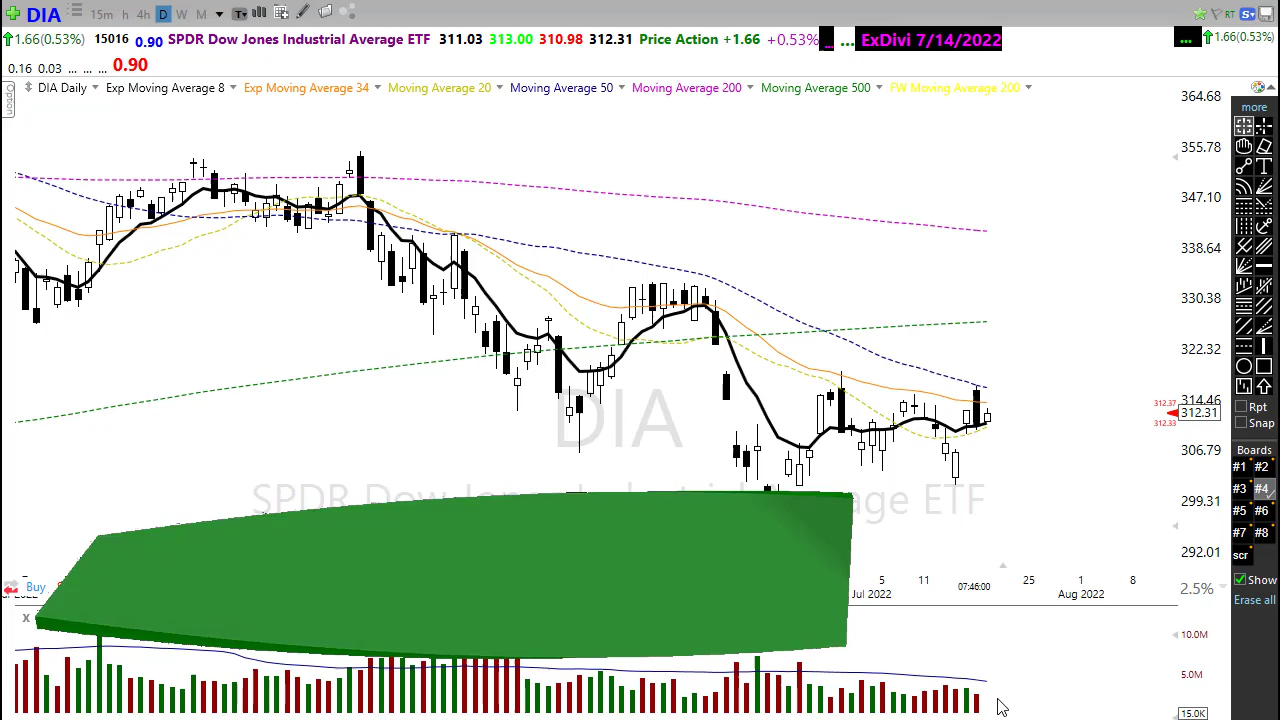 DIA 15m h 4h D W M T RT S
1.66(0.53%) 15016 0.90 SPDR Dow Jones Industrial Average ETF 311.03 313.00 310.98 312.31 Price Action +1.66 +0.53% ... ... ExDivi 7/14/2022 ... 1.66(0.53%)
0.16 0.03 ... ... ... 0.90
Option DIA Daily Exp Moving Average 8 Exp Moving Average 34 Moving Average 20 Moving Average 50 Moving Average 200 Moving Average 500 FW Moving Average 200
364.68
more
355.78
347.10
338.64
330.38
322.32
314.46
312.37
312.31
312.33
306.79
299.31
292.01
DIA
SPDR Dow Jones Industrial Average ETF
Rpt
Snap
Boards
#1 #2
#3 #4
#5 #6
#7 #8
scr
Show
Erase all
Buy
5 11 07:46:00 25 1 8
Jul 2022 Aug 2022
2.5%
X
10.0M
5.0M
15.0K